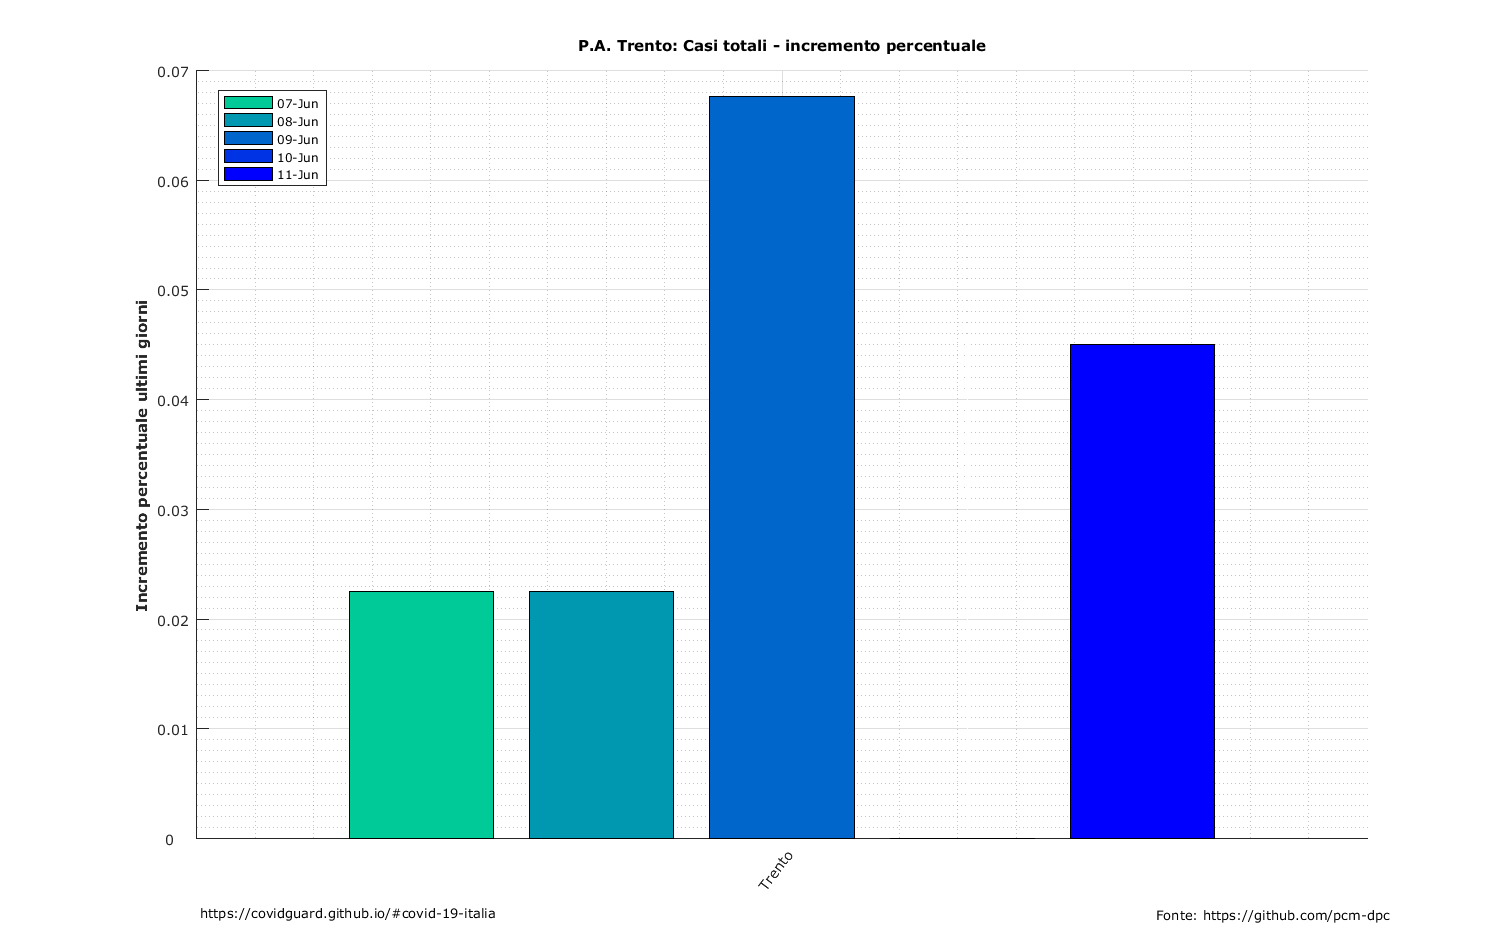 P.A. Trento: Casi totali - incremento percentuale
0.07
0.06
0.05
0.04
0.03
0.02
0.01
0
07-Jun
08-Jun
09-Jun
10-Jun
11-Jun
Incremento percentuale ultimi giorni
Trento
https://covidguard.github.io/#covid-19-italia
Fonte: https://github.com/pcm-dpc